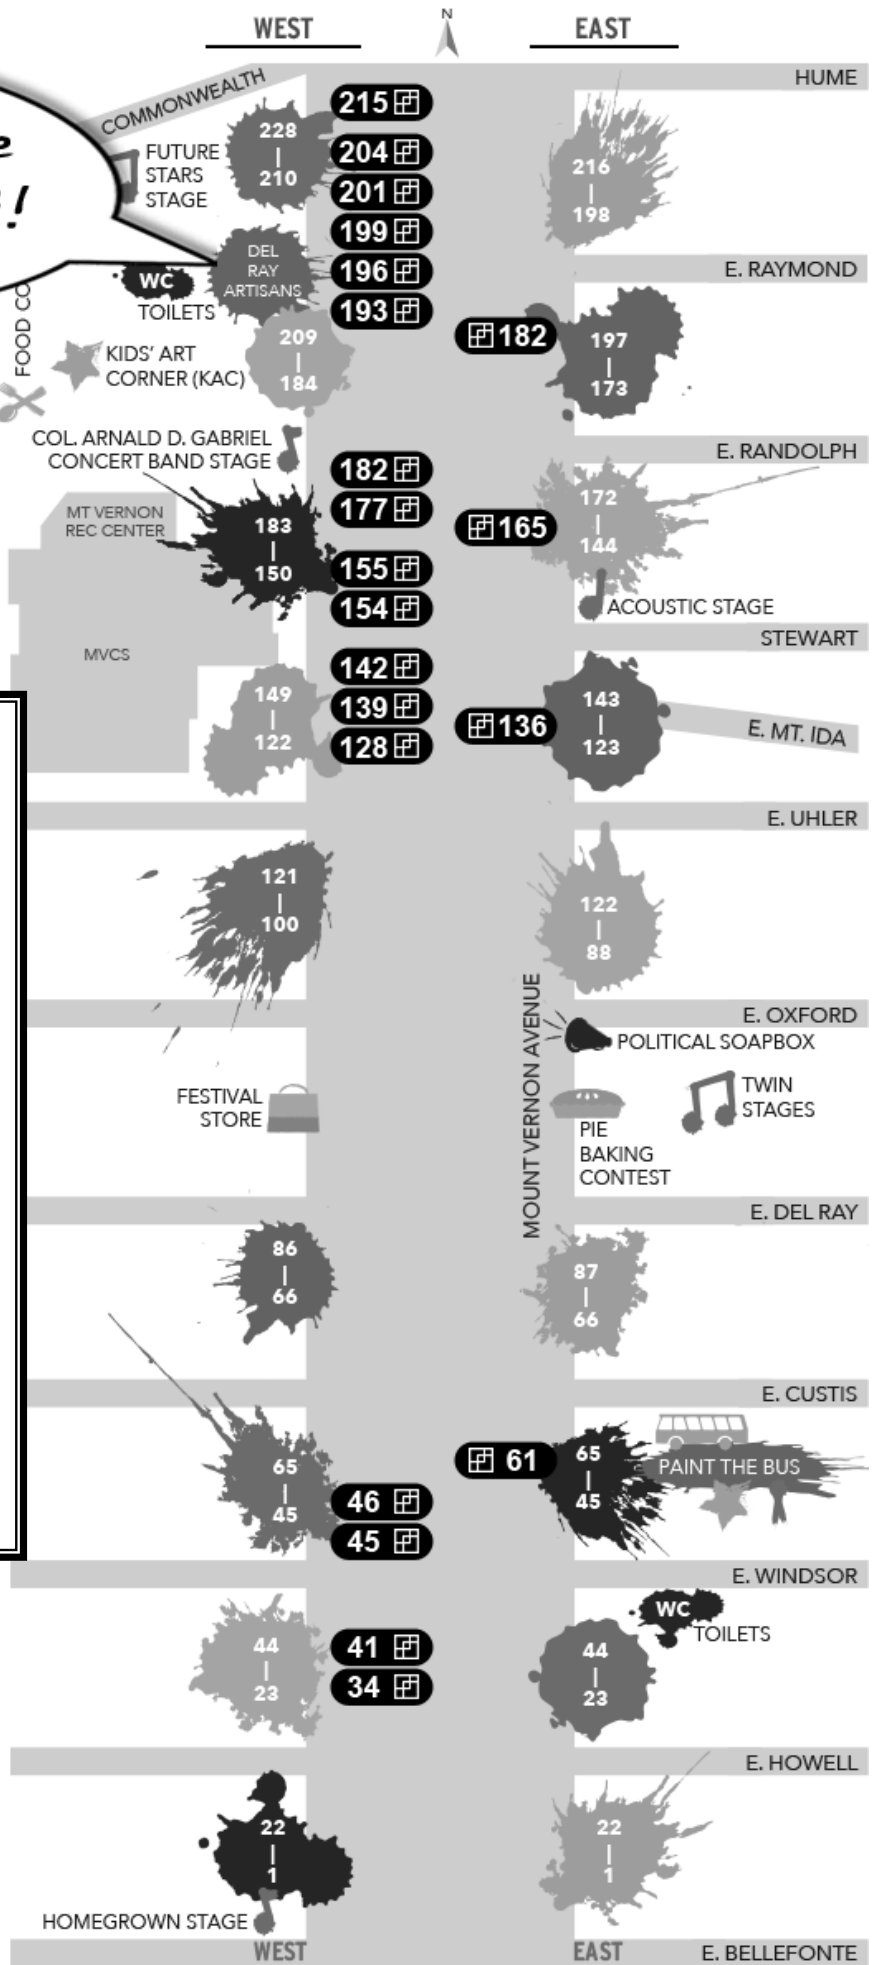 N
WEST
EAST
HUME
COMMONWEALTH
215
228
|
210
204
FUTURE
STARS
STAGE
201
216
|
198
199
DEL
RAY
ARTISANS
196
E. RAYMOND
WC
TOILETS
193
182
209
|
184
197
|
173
FOOD CO
KIDS' ART
CORNER (KAC)
COL. ARNALD D. GABRIEL
CONCERT BAND STAGE
E. RANDOLPH
182
177
172
|
144
165
MT VERNON
REC CENTER
183
|
150
155
154
ACOUSTIC STAGE
STEWART
MVCS
142
139
128
149
|
122
136
143
|
123
E. MT. IDA
E. UHLER
121
|
100
122
|
88
MOUNT VERNON AVENUE
E. OXFORD
POLITICAL SOAPBOX
FESTIVAL
STORE
PIE
BAKING
CONTEST
TWIN
STAGES
E. DEL RAY
86
|
66
87
|
66
E. CUSTIS
65
|
45
61
65
|
45
PAINT THE BUS
46
45
E. WINDSOR
WC
TOILETS
44
|
23
41
34
44
|
23
E. HOWELL
22
|
1
22
|
1
HOMEGROWN STAGE
WEST
EAST
E. BELLEFONTE